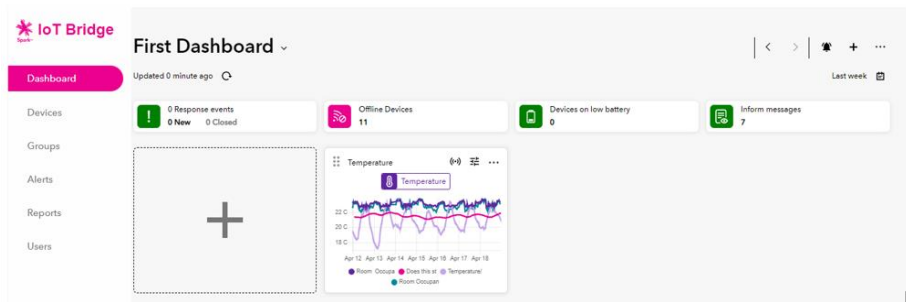 IoT Bridge
Spark
First Dashboard
Updated 0 minute ago
Last week
Dashboard
Devices
Groups
Alerts
Reports
Users
0 Response events
0 New 0 Closed
Offline Devices
11
Devices on low battery
0
Inform messages
7
Temperature
Temperature
22 C
20 C
18 C
Apr 12 Apr 13 Apr 14 Apr 15 Apr 16 Apr 17 Apr 18
Room Occupa Does this st Temperature/
Room Occupan